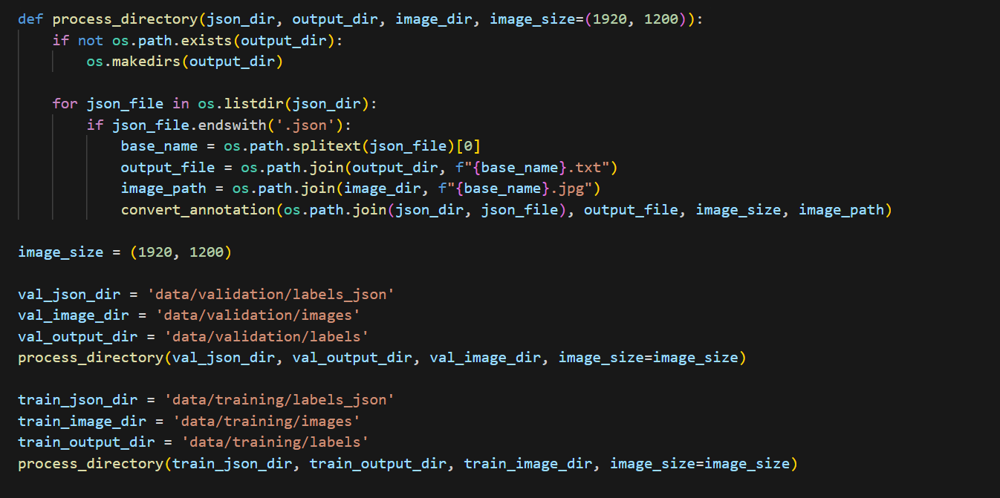 def process_directory(json_dir, output_dir, image_dir, image_size=(1920, 1200)):
    if not os.path.exists(output_dir):
        os.makedirs(output_dir)

    for json_file in os.listdir(json_dir):
        if json_file.endswith('.json'):
            base_name = os.path.splitext(json_file)[0]
            output_file = os.path.join(output_dir, f"{base_name}.txt")
            image_path = os.path.join(image_dir, f"{base_name}.jpg")
            convert_annotation(os.path.join(json_dir, json_file), output_file, image_size, image_path)

image_size = (1920, 1200)

val_json_dir = 'data/validation/labels_json'
val_image_dir = 'data/validation/images'
val_output_dir = 'data/validation/labels'
process_directory(val_json_dir, val_output_dir, val_image_dir, image_size=image_size)

train_json_dir = 'data/training/labels_json'
train_image_dir = 'data/training/images'
train_output_dir = 'data/training/labels'
process_directory(train_json_dir, train_output_dir, train_image_dir, image_size=image_size)